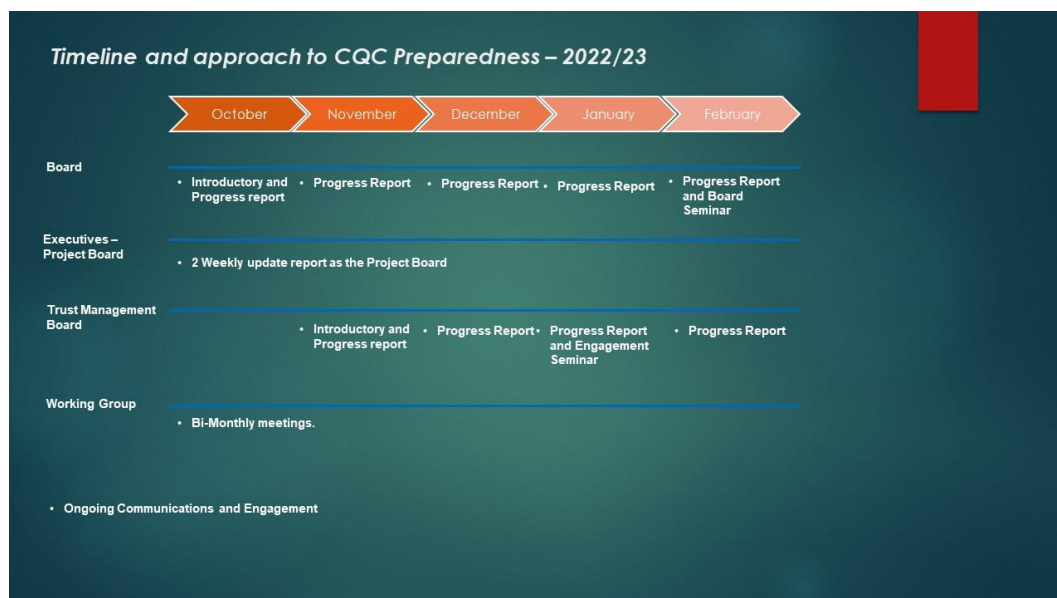 Timeline and approach to CQC Preparedness – 2022/23
October
November
December
January
February
Board
• Introductory and
Progress report
• Progress Report
• Progress Report
• Progress Report
• Progress Report
and Board
Seminar
Executives –
Project Board
• 2 Weekly update report as the Project Board
Trust Management
Board
• Introductory and
Progress report
• Progress Report
• Progress Report
and Engagement
Seminar
• Progress Report
Working Group
• Bi-Monthly meetings.
• Ongoing Communications and Engagement